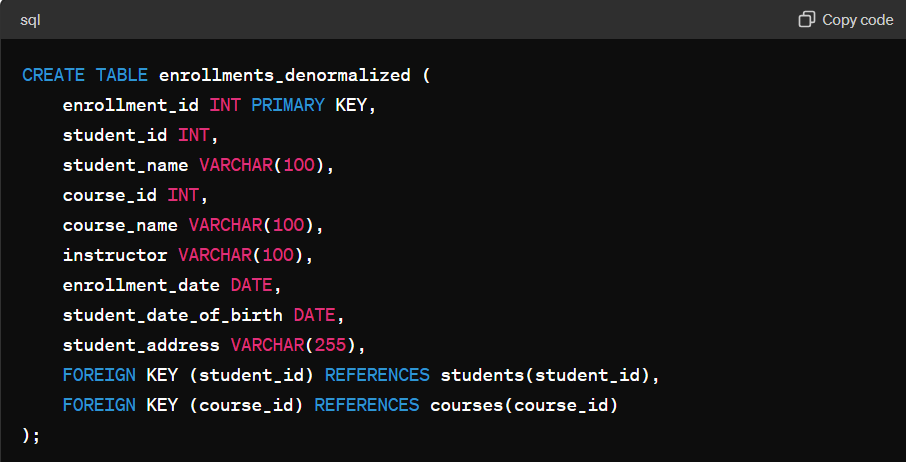 sql
Copy code
CREATE TABLE enrollments_denormalized (
    enrollment_id INT PRIMARY KEY,
    student_id INT,
    student_name VARCHAR(100),
    course_id INT,
    course_name VARCHAR(100),
    instructor VARCHAR(100),
    enrollment_date DATE,
    student_date_of_birth DATE,
    student_address VARCHAR(255),
    FOREIGN KEY (student_id) REFERENCES students(student_id),
    FOREIGN KEY (course_id) REFERENCES courses(course_id)
);